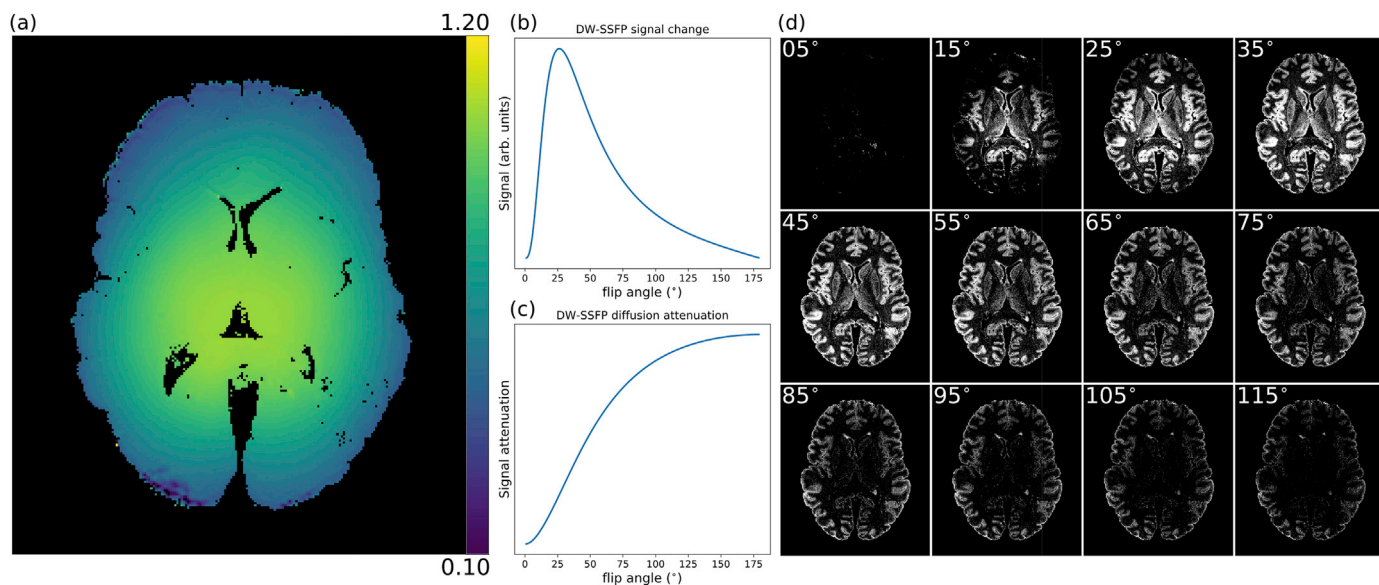 (a)
1.20
0.10
(b)
DW-SSFP signal change
Signal (arb. units)
0 25 50 75 100 125 150 175
flip angle (°)
(c)
DW-SSFP diffusion attenuation
Signal attenuation
0 25 50 75 100 125 150 175
flip angle (°)
(d)
05° 15° 25° 35°
45° 55° 65° 75°
85° 95° 105° 115°